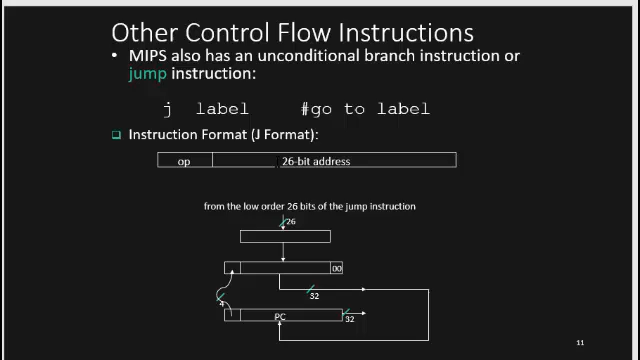 Other Control Flow Instructions
• MIPS also has an unconditional branch instruction or
jump instruction:
j label #go to label
Instruction Format (J Format):
op 26-bit address
from the low order 26 bits of the jump instruction
26
00
32
4
PC
32
11